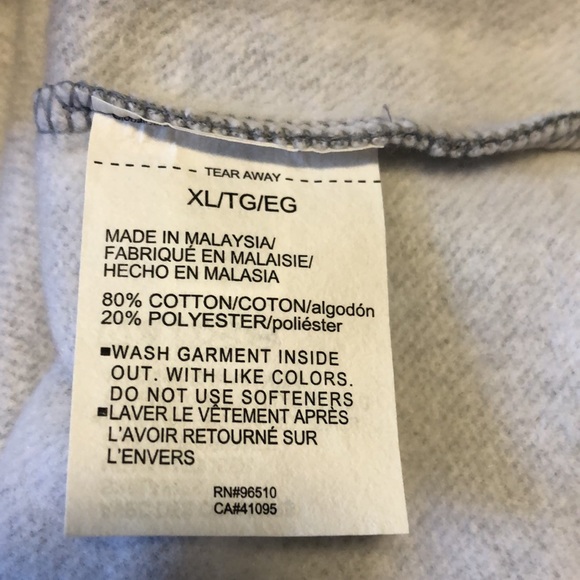 TEAR AWAY
XL/TG/EG
MADE IN MALAYSIA/
FABRIQUÉ EN MALAISIE/
HECHO EN MALASIA
80% COTTON/COTON/algodón
20% POLYESTER/poliéster
▪WASH GARMENT INSIDE
OUT. WITH LIKE COLORS.
DO NOT USE SOFTENERS
▪LAVER LE VÊTEMENT APRÈS
L'AVOIR RETOURNÉ SUR
L'ENVERS
RN#96510
CA#41095